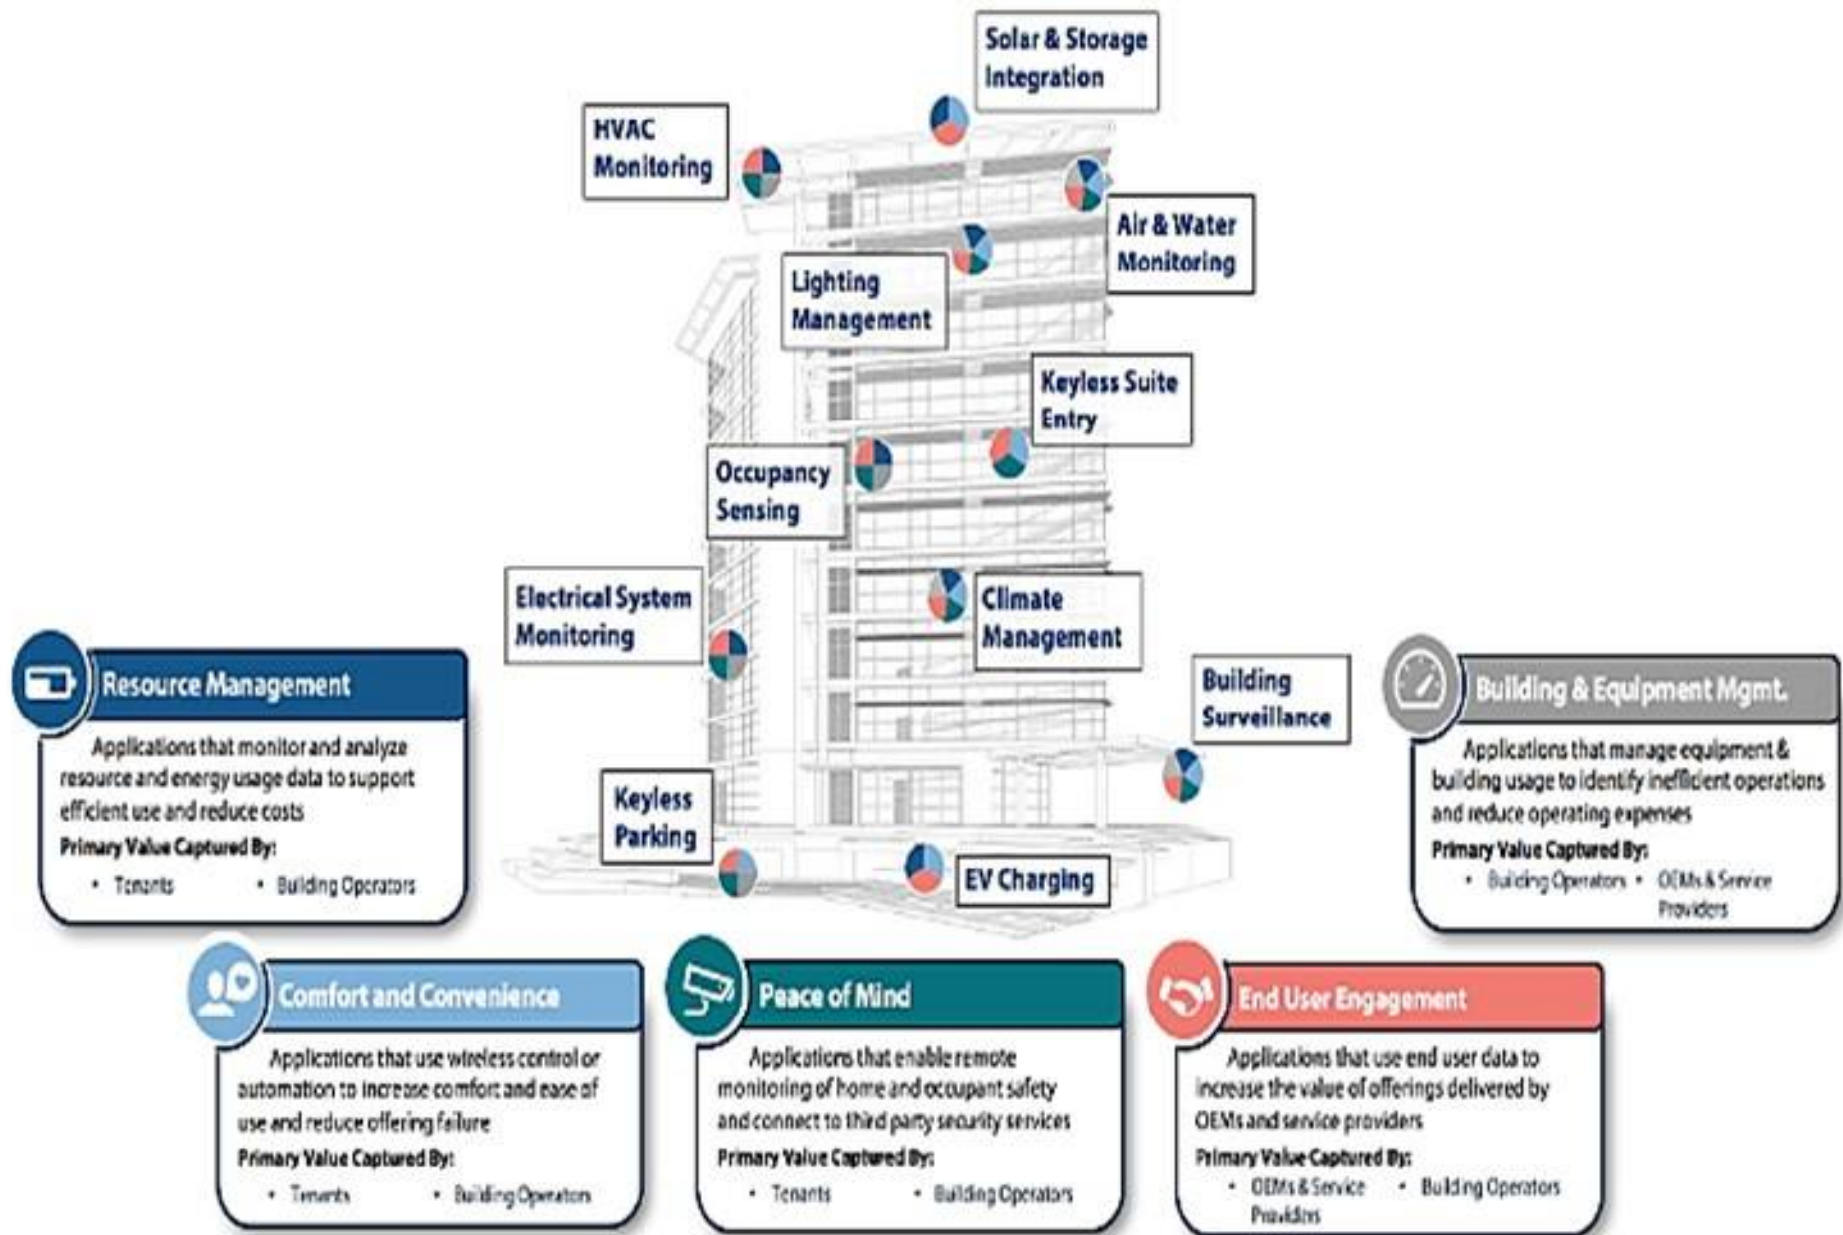 Solar & Storage
Integration
HVAC
Monitoring
Air & Water
Monitoring
Lighting
Management
Keyless Suite
Entry
Occupancy
Sensing
Electrical System
Monitoring
Climate
Management
Building
Surveillance
Keyless
Parking
EV Charging
Resource Management
Applications that monitor and analyze
resource and energy usage data to support
efficient use and reduce costs
Primary Value Captured By:
• Tenants • Building Operators
Building & Equipment Mgmt.
Applications that manage equipment &
building usage to identify inefficient operations
and reduce operating expenses
Primary Value Captured By:
• Building Operators • OEMs & Service
Providers
Comfort and Convenience
Applications that use wireless control or
automation to increase comfort and ease of
use and reduce offering failure
Primary Value Captured By:
• Tenants • Building Operators
Peace of Mind
Applications that enable remote
monitoring of home and occupant safety
and connect to third party security services
Primary Value Captured By:
• Tenants • Building Operators
End User Engagement
Applications that use end user data to
increase the value of offerings delivered by
OEMs and service providers
Primary Value Captured By:
• OEMs & Service • Building Operators
Providers